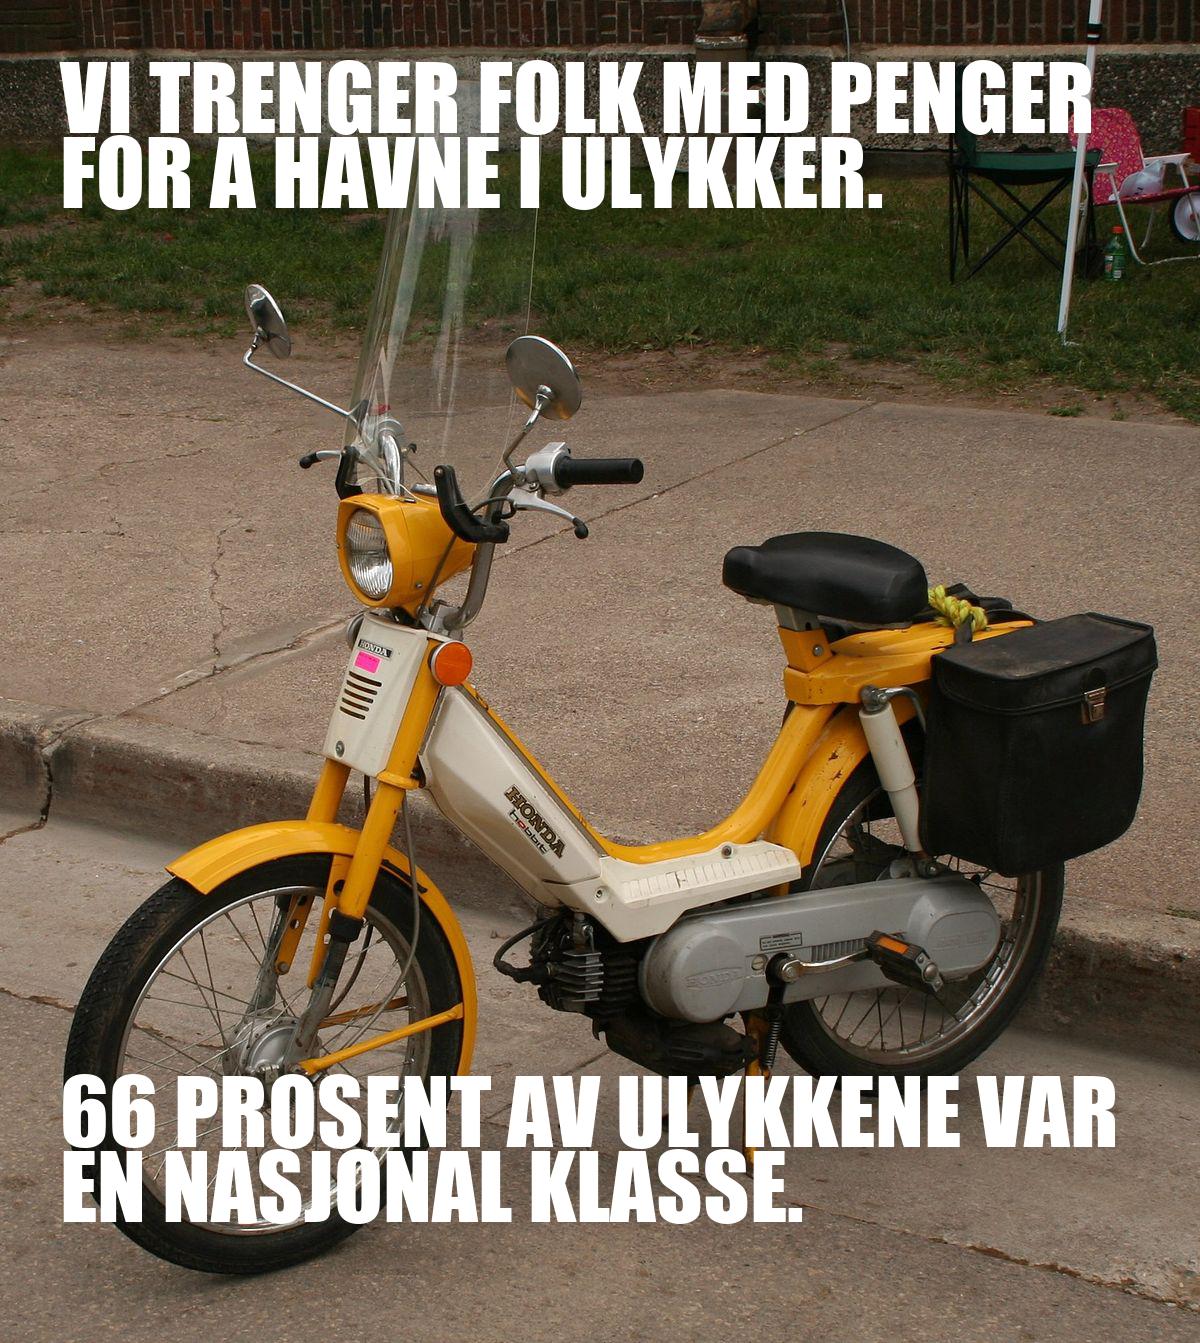 VI TRENGER FOLK MED PENGER
FOR Å HAVNE I ULYKKER.
HONDA
HONDA
hobbit
HONDA
66 PROSENT AV ULYKKENE VAR
EN NASJONAL KLASSE.